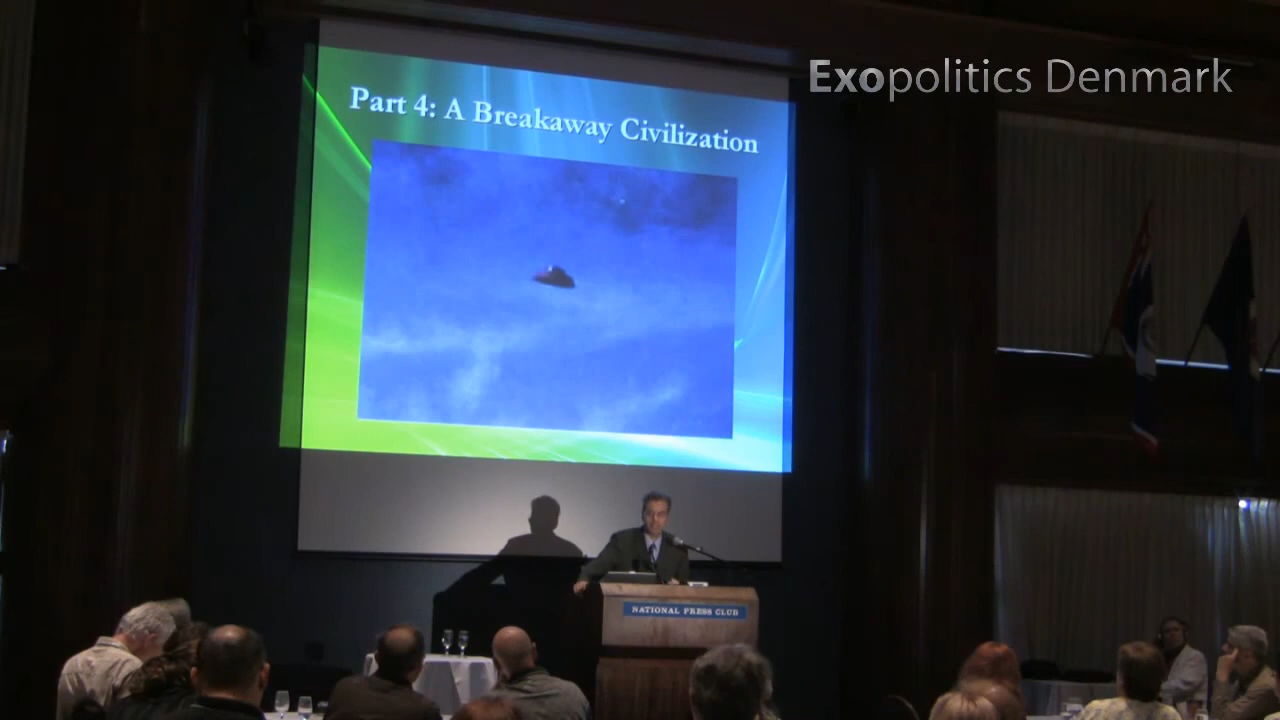 Exopolitics Denmark
Part 4: A Breakaway Civilization
NATIONAL PRESS CLUB